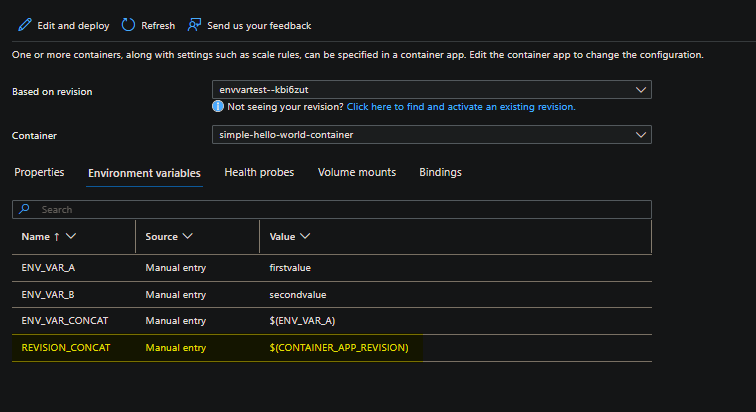 Edit and deploy Refresh Send us your feedback
One or more containers, along with settings such as scale rules, can be specified in a container app. Edit the container app to change the configuration.
Based on revision envvartest--kbi6zut
Not seeing your revision? Click here to find and activate an existing revision.
Container simple-hello-world-container
Properties Environment variables Health probes Volume mounts Bindings
Search
Name ↑ Source Value
ENV_VAR_A Manual entry firstvalue
ENV_VAR_B Manual entry secondvalue
ENV_VAR_CONCAT Manual entry $(ENV_VAR_A)
REVISION_CONCAT Manual entry $(CONTAINER_APP_REVISION)